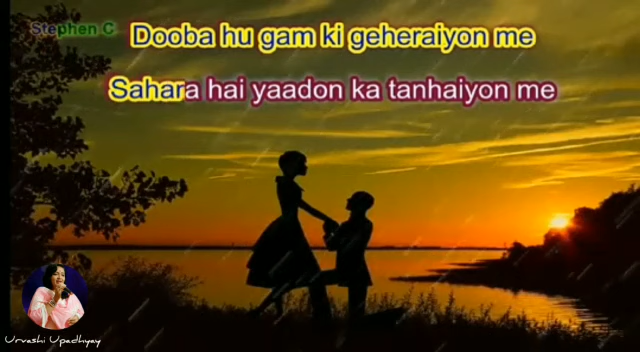 Stephen C
Dooba hu gam ki geheraiyon me
Sahara hai yaadon ka tanhaiyon me
Urvashi Upadhyay